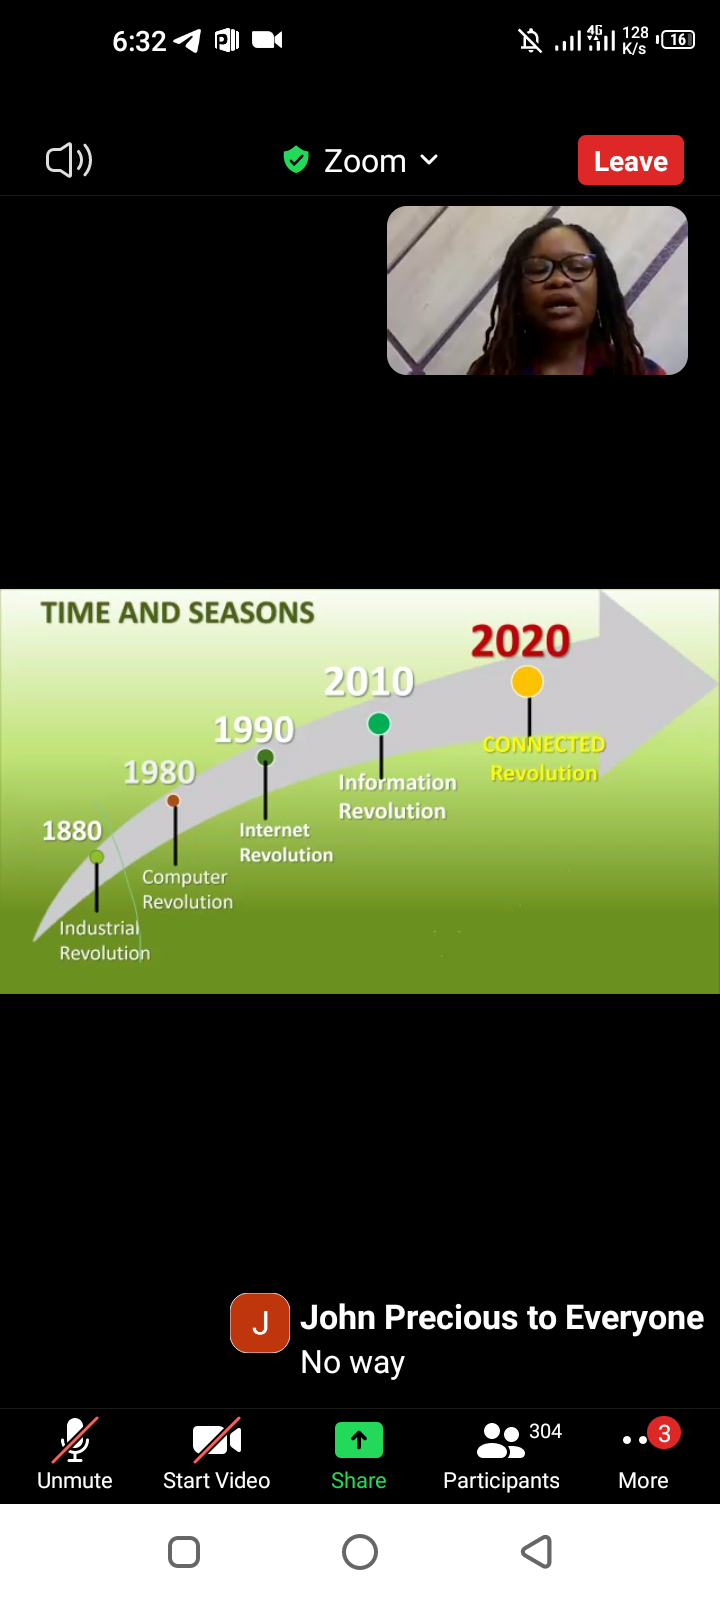 6:32
4G
128
K/s
16
Zoom
Leave
TIME AND SEASONS
2020
2010
CONNECTED
Revolution
1990
Information
Revolution
1980
Internet
Revolution
1880
Computer
Revolution
Industrial
Revolution
J
John Precious to Everyone
No way
304
3
Unmute
Start Video
Share
Participants
More